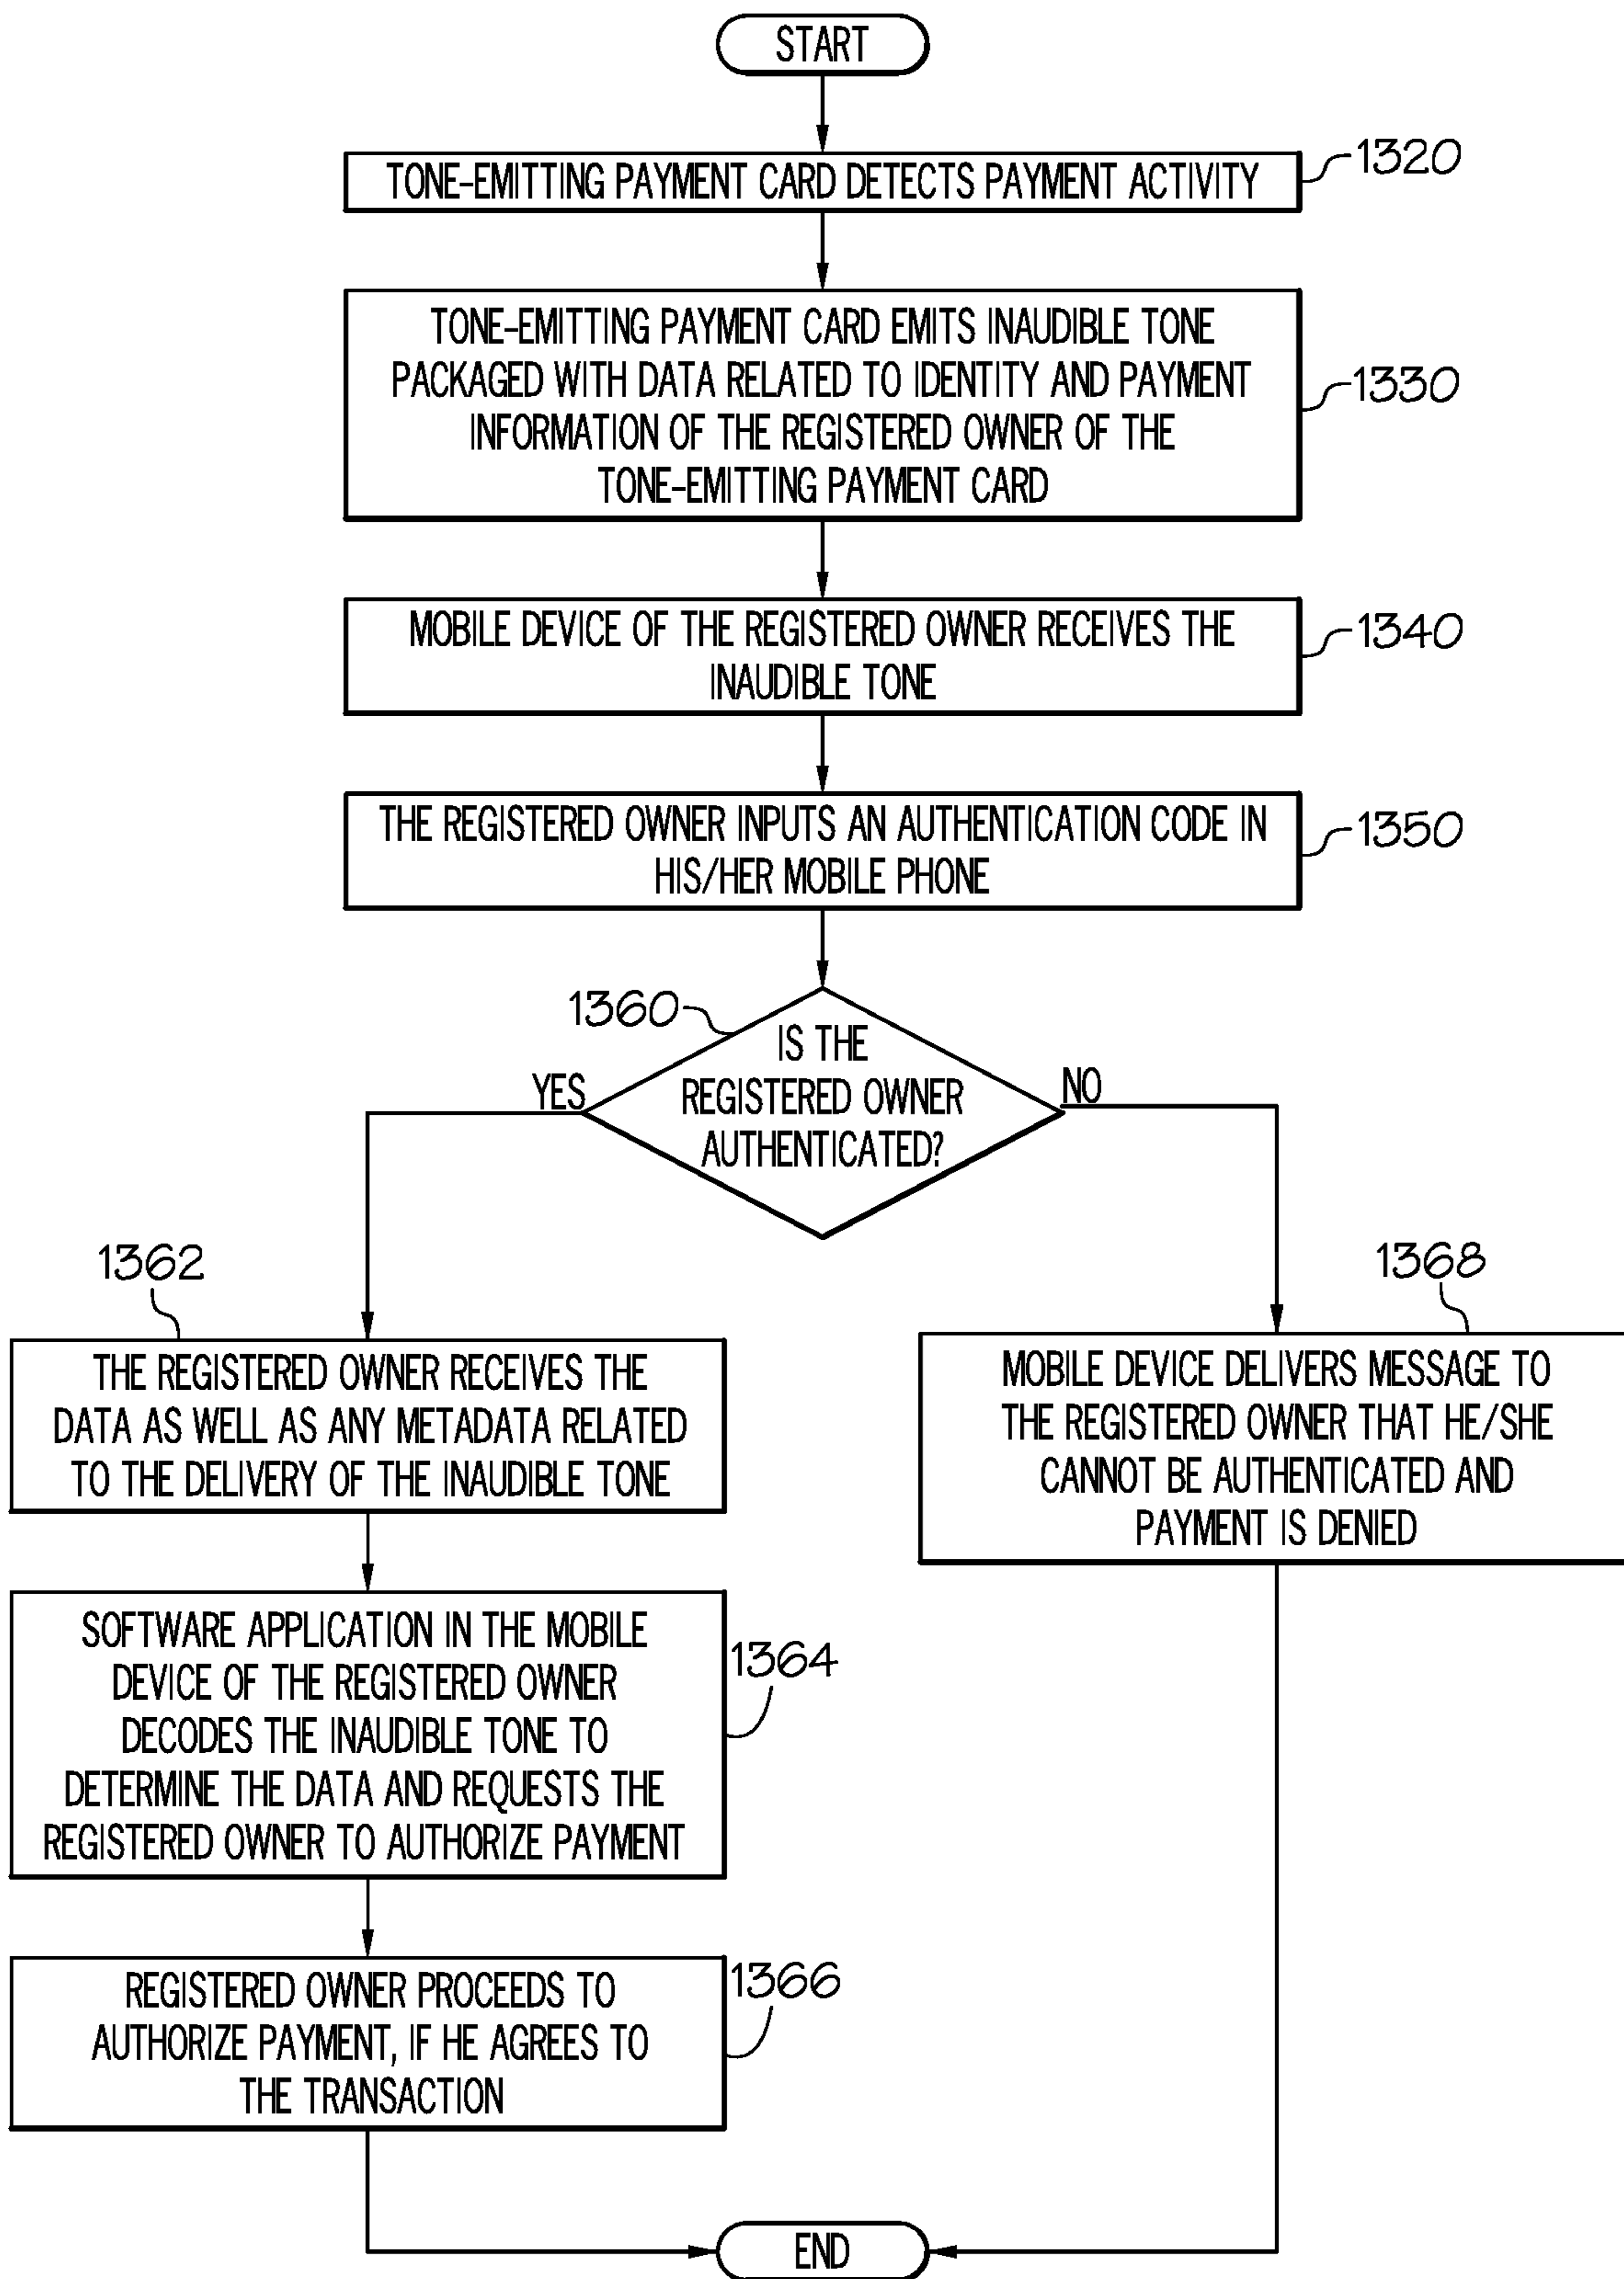 START
TONE-EMITTING PAYMENT CARD DETECTS PAYMENT ACTIVITY
1320
TONE-EMITTING PAYMENT CARD EMITS INAUDIBLE TONE
PACKAGED WITH DATA RELATED TO IDENTITY AND PAYMENT
INFORMATION OF THE REGISTERED OWNER OF THE
TONE-EMITTING PAYMENT CARD
1330
MOBILE DEVICE OF THE REGISTERED OWNER RECEIVES THE
INAUDIBLE TONE
1340
THE REGISTERED OWNER INPUTS AN AUTHENTICATION CODE IN
HIS/HER MOBILE PHONE
1350
1360
IS THE
REGISTERED OWNER
AUTHENTICATED?
YES
NO
1362
THE REGISTERED OWNER RECEIVES THE
DATA AS WELL AS ANY METADATA RELATED
TO THE DELIVERY OF THE INAUDIBLE TONE
1368
MOBILE DEVICE DELIVERS MESSAGE TO
THE REGISTERED OWNER THAT HE/SHE
CANNOT BE AUTHENTICATED AND
PAYMENT IS DENIED
SOFTWARE APPLICATION IN THE MOBILE
DEVICE OF THE REGISTERED OWNER
DECODES THE INAUDIBLE TONE TO
DETERMINE THE DATA AND REQUESTS THE
REGISTERED OWNER TO AUTHORIZE PAYMENT
1364
REGISTERED OWNER PROCEEDS TO
AUTHORIZE PAYMENT, IF HE AGREES TO
THE TRANSACTION
1366
END